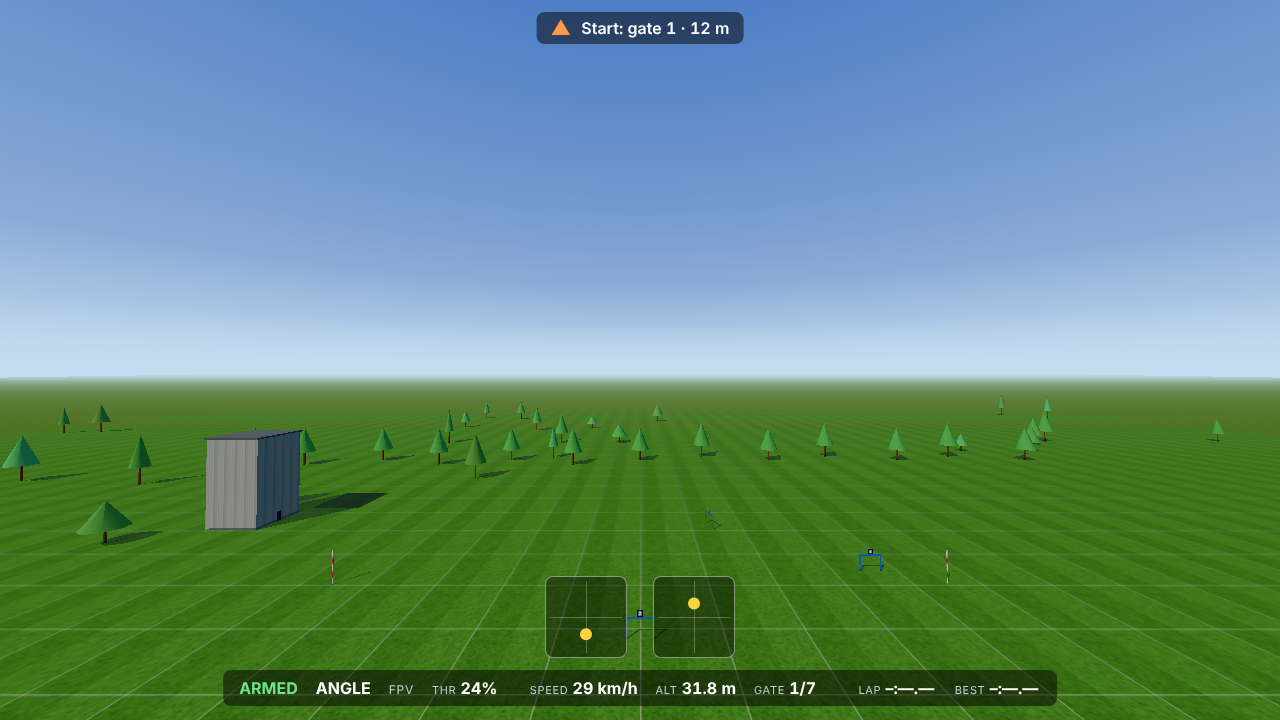 Start: gate 1 · 12 m
ARMED ANGLE FPV THR 24% SPEED 29 km/h ALT 31.8 m GATE 1/7 LAP –:––.–– BEST –:––.––